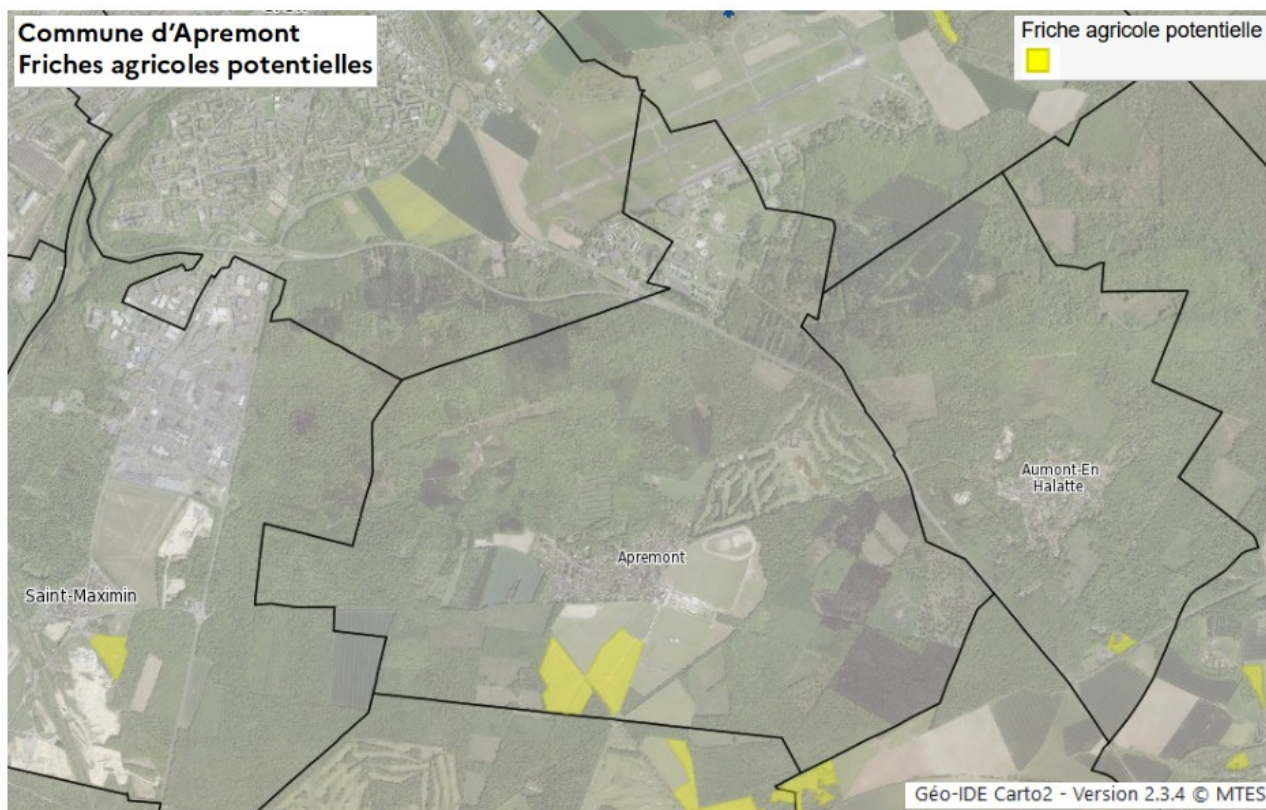 Commune d'Apremont
Friches agricoles potentielles
Friche agricole potentielle
Aumont-En
Halatte
Apremont
Saint-Maximin
Géo-IDE Carto2 - Version 2.3.4 © MTES